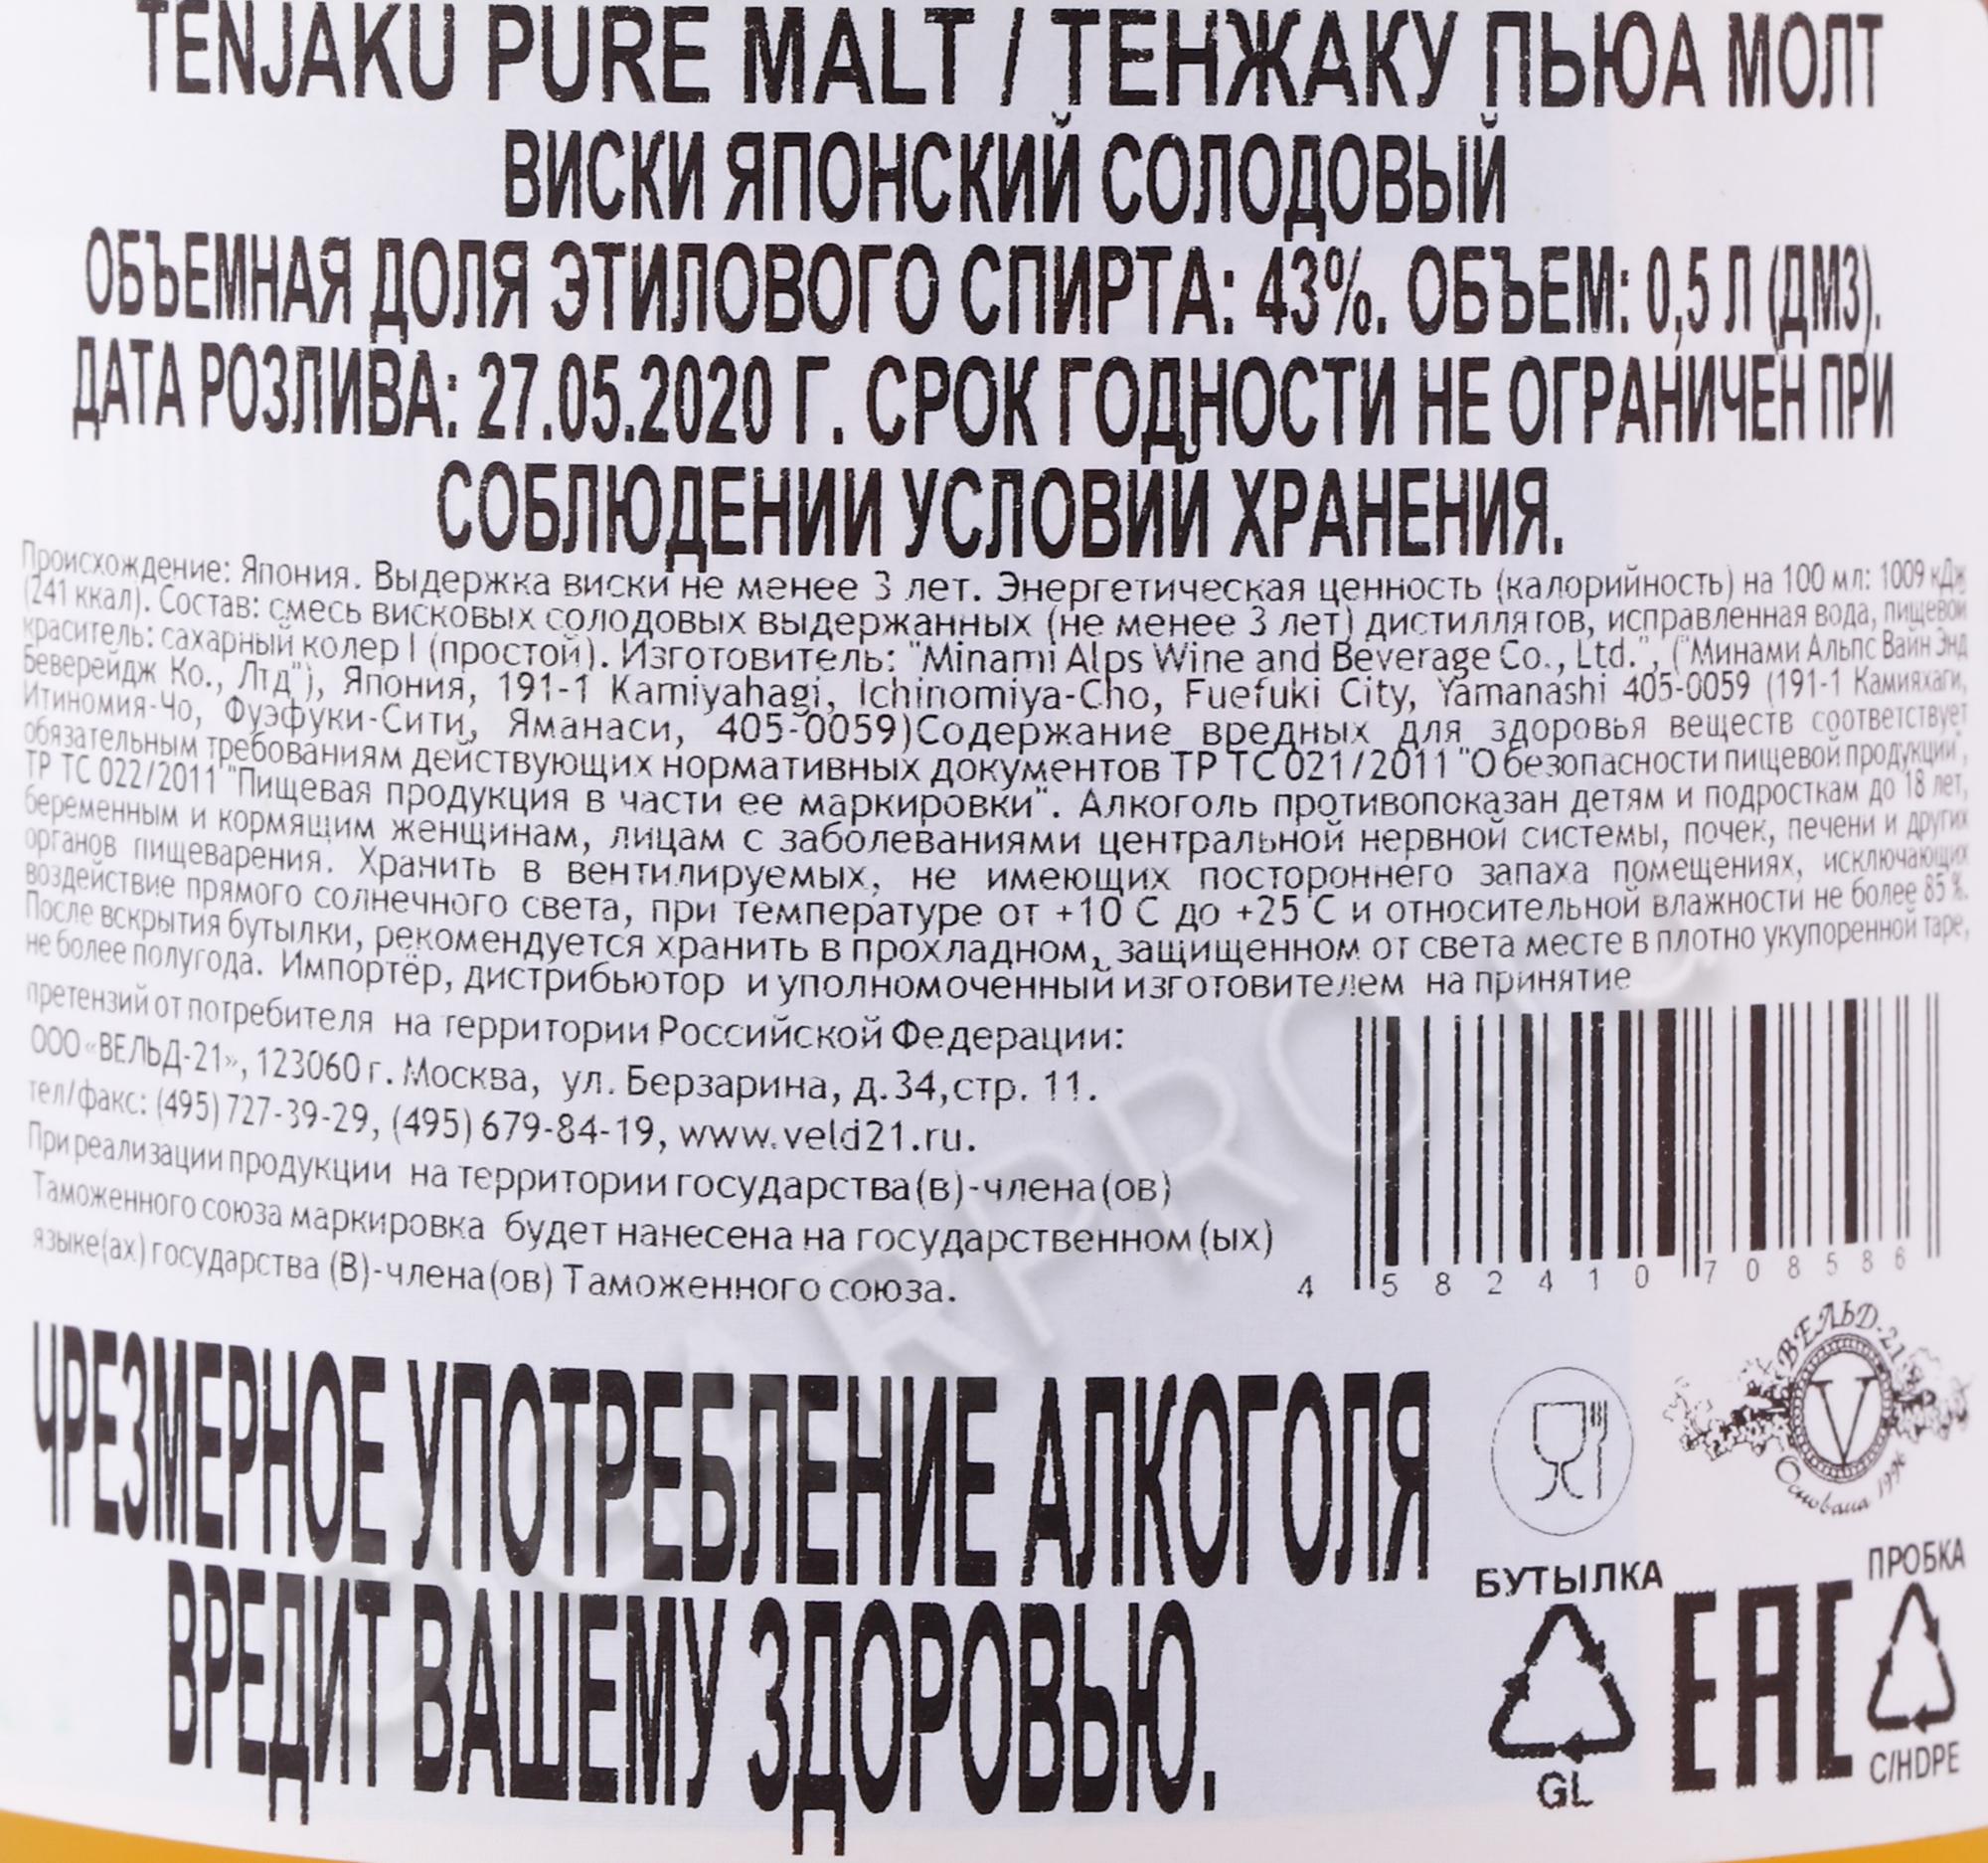 TENJAKU PURE MALT / ТЕНЖАКУ ПЬЮА МОЛТ
ВИСКИ ЯПОНСКИЙ СОЛОДОВЫЙ
ОБЪЕМНАЯ ДОЛЯ ЭТИЛОВОГО СПИРТА: 43%. ОБЪЕМ: 0,5 Л (ДМ3).
ДАТА РОЗЛИВА: 27.05.2020 Г. СРОК ГОДНОСТИ НЕ ОГРАНИЧЕН ПРИ
СОБЛЮДЕНИИ УСЛОВИЙ ХРАНЕНИЯ.
Происхождение: Япония. Выдержка виски не менее 3 лет. Энергетическая ценность (калорийность) на 100 мл: 1009 кДж
(241 ккал). Состав: смесь висковых солодовых выдержанных (не менее 3 лет) дистиллятов, исправленная вода, пищевой
краситель: сахарный колер I (простой). Изготовитель: "Minami Alps Wine and Beverage Co., Ltd.", ("Минами Альпс Вайн Энд
Беверейдж Ко., Лтд"), Япония, 191-1 Kamiyahagi, Ichinomiya-Cho, Fuefuki City, Yamanashi 405-0059 (191-1 Камияхаги,
Итиномия-Чо, Фуэфуки-Сити, Яманаси, 405-0059)Содержание вредных для здоровья веществ соответствует
обязательным требованиям действующих нормативных документов ТР ТС 021/2011 "О безопасности пищевой продукции",
ТР ТС 022/2011 "Пищевая продукция в части ее маркировки". Алкоголь противопоказан детям и подросткам до 18 лет,
беременным и кормящим женщинам, лицам с заболеваниями центральной нервной системы, почек, печени и других
органов пищеварения. Хранить в вентилируемых, не имеющих постороннего запаха помещениях, исключающих
воздействие прямого солнечного света, при температуре от +10˚С до +25˚С и относительной влажности не более 85 %.
После вскрытия бутылки, рекомендуется хранить в прохладном, защищенном от света месте в плотно укупоренной таре,
не более полугода. Импортёр, дистрибьютор и уполномоченный изготовителем на принятие
претензий от потребителя на территории Российской Федерации:
ООО «ВЕЛЬД-21», 123060 г. Москва, ул. Берзарина, д.34,стр. 11.
тел/факс: (495) 727-39-29, (495) 679-84-19, www.veld21.ru.
При реализации продукции на территории государства(в)-члена(ов)
Таможенного союза маркировка будет нанесена на государственном (ых)
языке(ах) государства (В)-члена(ов) Таможенного союза.
4 582410 708586
ЧРЕЗМЕРНОЕ УПОТРЕБЛЕНИЕ АЛКОГОЛЯ
ВРЕДИТ ВАШЕМУ ЗДОРОВЬЮ.
ВЕЛЬД-21
V
Основана 1996
БУТЫЛКА
GL
EAC
ПРОБКА
C/HDPE
CIGARPRO.RU